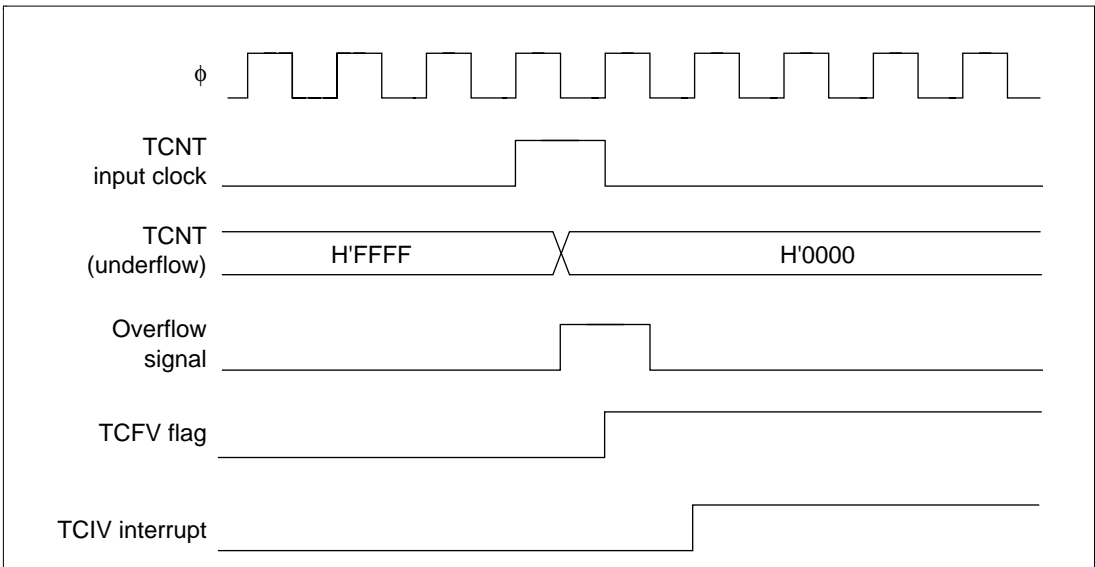 ϕ
TCNT
input clock
TCNT
(underflow)
H'FFFF
H'0000
Overflow
signal
TCFV flag
TCIV interrupt